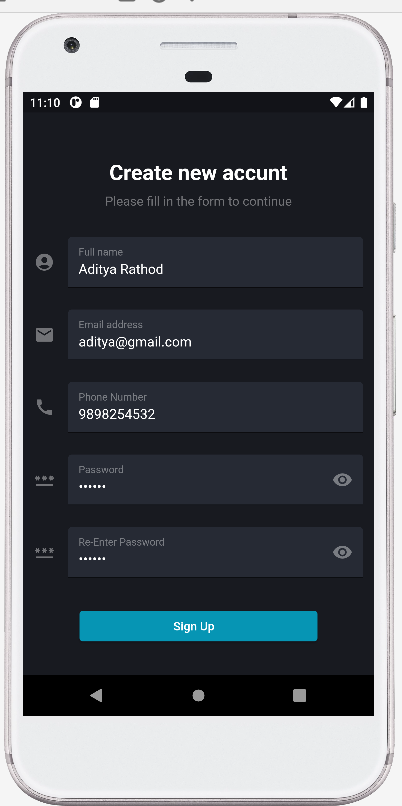 11:10
Create new accunt
Please fill in the form to continue
Full name
Aditya Rathod
Email address
aditya@gmail.com
Phone Number
9898254532
Password
••••••
Re-Enter Password
••••••
Sign Up